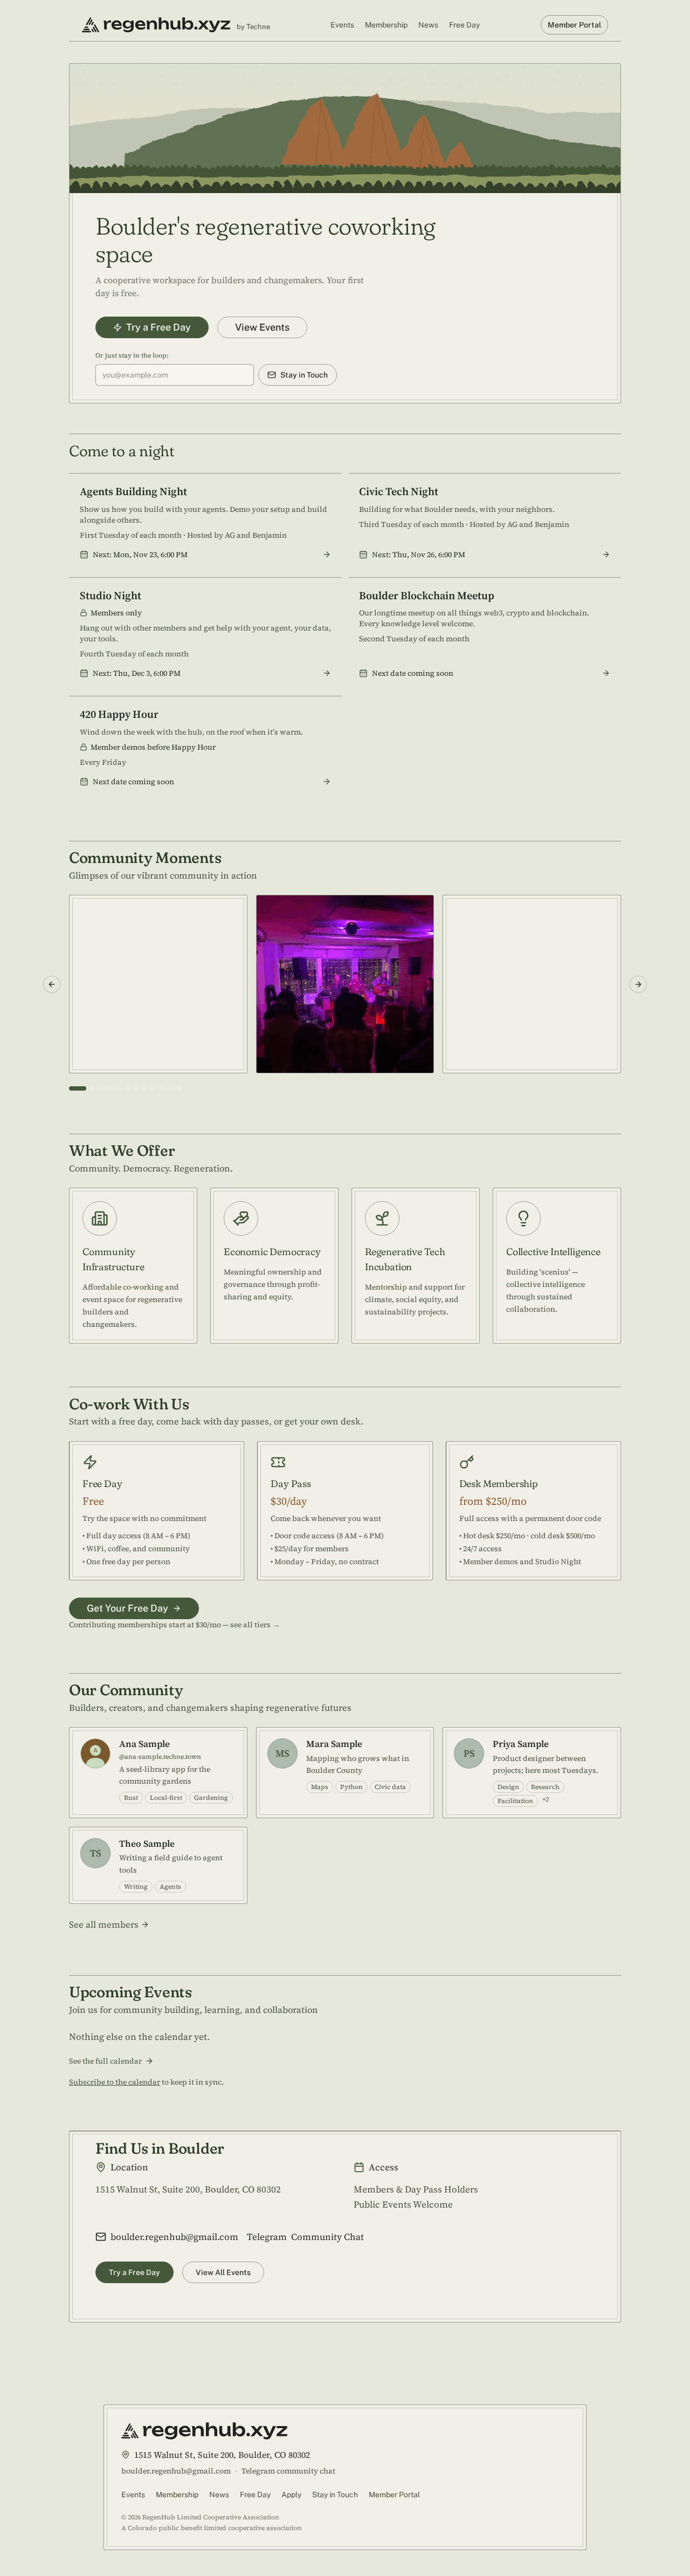 regenhub.xyz by Techne
Events Membership News Free Day
Member Portal
Boulder's regenerative coworking
space
A cooperative workspace for builders and changemakers. Your first
day is free.
Try a Free Day
View Events
Or just stay in the loop:
you@example.com
Stay in Touch
Come to a night
Agents Building Night
Show us how you build with your agents. Demo your setup and build
alongside others.
First Tuesday of each month · Hosted by AG and Benjamin
Next: Mon, Nov 23, 6:00 PM
Civic Tech Night
Building for what Boulder needs, with your neighbors.
Third Tuesday of each month · Hosted by AG and Benjamin
Next: Thu, Nov 26, 6:00 PM
Studio Night
Members only
Hang out with other members and get help with your agent, your data,
your tools.
Fourth Tuesday of each month
Next: Thu, Dec 3, 6:00 PM
Boulder Blockchain Meetup
Our longtime meetup on all things web3, crypto and blockchain.
Every knowledge level welcome.
Second Tuesday of each month
Next date coming soon
420 Happy Hour
Wind down the week with the hub, on the roof when it's warm.
Member demos before Happy Hour
Every Friday
Next date coming soon
Community Moments
Glimpses of our vibrant community in action
What We Offer
Community. Democracy. Regeneration.
Community
Infrastructure
Affordable co-working and
event space for regenerative
builders and
changemakers.
Economic Democracy
Meaningful ownership and
governance through profit-
sharing and equity.
Regenerative Tech
Incubation
Mentorship and support for
climate, social equity, and
sustainability projects.
Collective Intelligence
Building 'scenius' —
collective intelligence
through sustained
collaboration.
Co-work With Us
Start with a free day, come back with day passes, or get your own desk.
Free Day
Free
Try the space with no commitment
• Full day access (8 AM – 6 PM)
• WiFi, coffee, and community
• One free day per person
Day Pass
$30/day
Come back whenever you want
• Door code access (8 AM – 6 PM)
• $25/day for members
• Monday – Friday, no contract
Desk Membership
from $250/mo
Full access with a permanent door code
• Hot desk $250/mo · cold desk $500/mo
• 24/7 access
• Member demos and Studio Night
Get Your Free Day →
Contributing memberships start at $30/mo — see all tiers →
Our Community
Builders, creators, and changemakers shaping regenerative futures
A
Ana Sample
@ana-sample.techne.town
A seed-library app for the
community gardens
Rust Local-first Gardening
MS
Mara Sample
Mapping who grows what in
Boulder County
Maps Python Civic data
PS
Priya Sample
Product designer between
projects; here most Tuesdays.
Design Research
Facilitation +2
TS
Theo Sample
Writing a field guide to agent
tools
Writing Agents
See all members →
Upcoming Events
Join us for community building, learning, and collaboration
Nothing else on the calendar yet.
See the full calendar →
Subscribe to the calendar to keep it in sync.
Find Us in Boulder
Location
1515 Walnut St, Suite 200, Boulder, CO 80302
Access
Members & Day Pass Holders
Public Events Welcome
boulder.regenhub@gmail.com Telegram Community Chat
Try a Free Day
View All Events
regenhub.xyz
1515 Walnut St, Suite 200, Boulder, CO 80302
boulder.regenhub@gmail.com · Telegram community chat
Events Membership News Free Day Apply Stay in Touch Member Portal
© 2026 RegenHub Limited Cooperative Association
A Colorado public benefit limited cooperative association